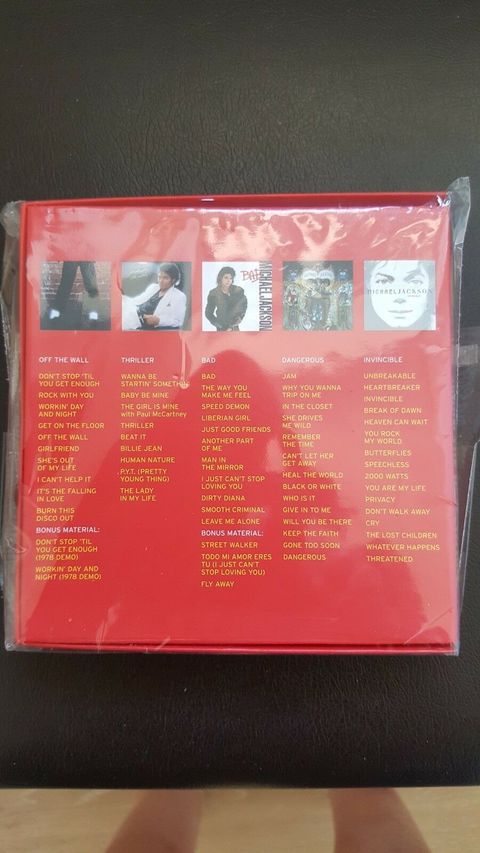 BAD
MICHAEL JACKSON
MICHAEL JACKSON
OFF THE WALL
DON'T STOP 'TIL
YOU GET ENOUGH
ROCK WITH YOU
WORKIN' DAY
AND NIGHT
GET ON THE FLOOR
OFF THE WALL
GIRLFRIEND
SHE'S OUT
OF MY LIFE
I CAN'T HELP IT
IT'S THE FALLING
IN LOVE
BURN THIS
DISCO OUT
BONUS MATERIAL:
DON'T STOP 'TIL
YOU GET ENOUGH
(1978 DEMO)
WORKIN' DAY AND
NIGHT (1978 DEMO)
THRILLER
WANNA BE
STARTIN' SOMETHIN'
BABY BE MINE
THE GIRL IS MINE
with Paul McCartney
THRILLER
BEAT IT
BILLIE JEAN
HUMAN NATURE
P.Y.T. (PRETTY
YOUNG THING)
THE LADY
IN MY LIFE
BAD
BAD
THE WAY YOU
MAKE ME FEEL
SPEED DEMON
LIBERIAN GIRL
JUST GOOD FRIENDS
ANOTHER PART
OF ME
MAN IN
THE MIRROR
I JUST CAN'T STOP
LOVING YOU
DIRTY DIANA
SMOOTH CRIMINAL
LEAVE ME ALONE
BONUS MATERIAL:
STREET WALKER
TODO MI AMOR ERES
TU (I JUST CAN'T
STOP LOVING YOU)
FLY AWAY
DANGEROUS
JAM
WHY YOU WANNA
TRIP ON ME
IN THE CLOSET
SHE DRIVES
ME WILD
REMEMBER
THE TIME
CAN'T LET HER
GET AWAY
HEAL THE WORLD
BLACK OR WHITE
WHO IS IT
GIVE IN TO ME
WILL YOU BE THERE
KEEP THE FAITH
GONE TOO SOON
DANGEROUS
INVINCIBLE
UNBREAKABLE
HEARTBREAKER
INVINCIBLE
BREAK OF DAWN
HEAVEN CAN WAIT
YOU ROCK
MY WORLD
BUTTERFLIES
SPEECHLESS
2000 WATTS
YOU ARE MY LIFE
PRIVACY
DON'T WALK AWAY
CRY
THE LOST CHILDREN
WHATEVER HAPPENS
THREATENED